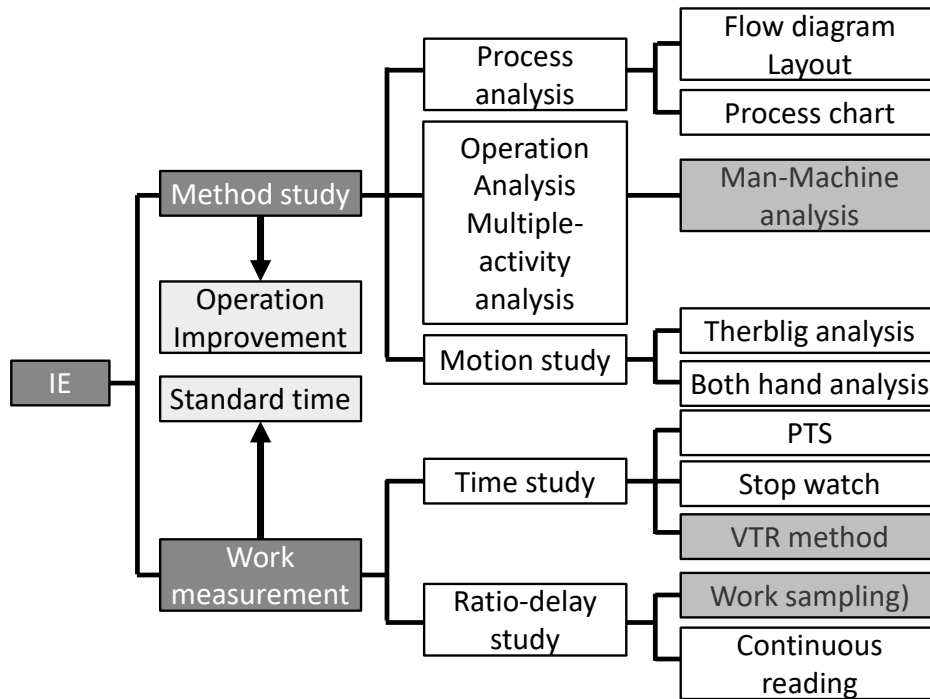 Flow diagram
Layout
Process
analysis
Process chart
Operation
Analysis
Multiple-
activity
analysis
Man-Machine
analysis
Method study
Operation
Improvement
Therblig analysis
Motion study
Both hand analysis
IE
Standard time
PTS
Time study
Stop watch
VTR method
Work
measurement
Work sampling)
Ratio-delay
study
Continuous
reading